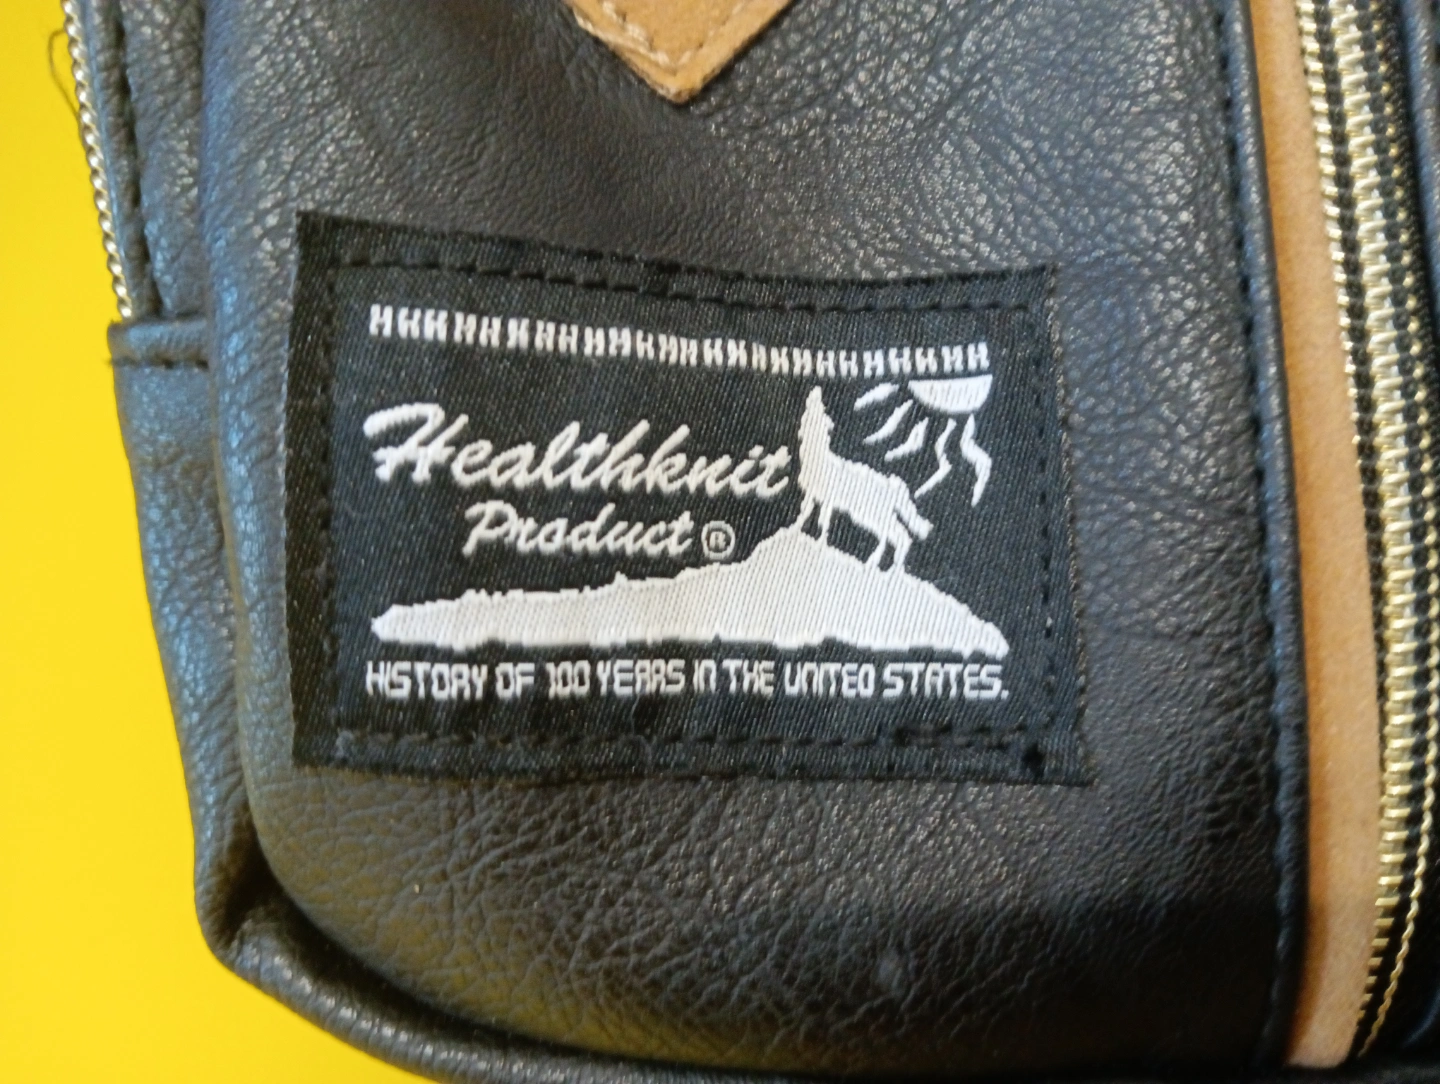 Healthknit
Product ®
HISTORY OF 100 YEARS IN THE UNITED STATES.